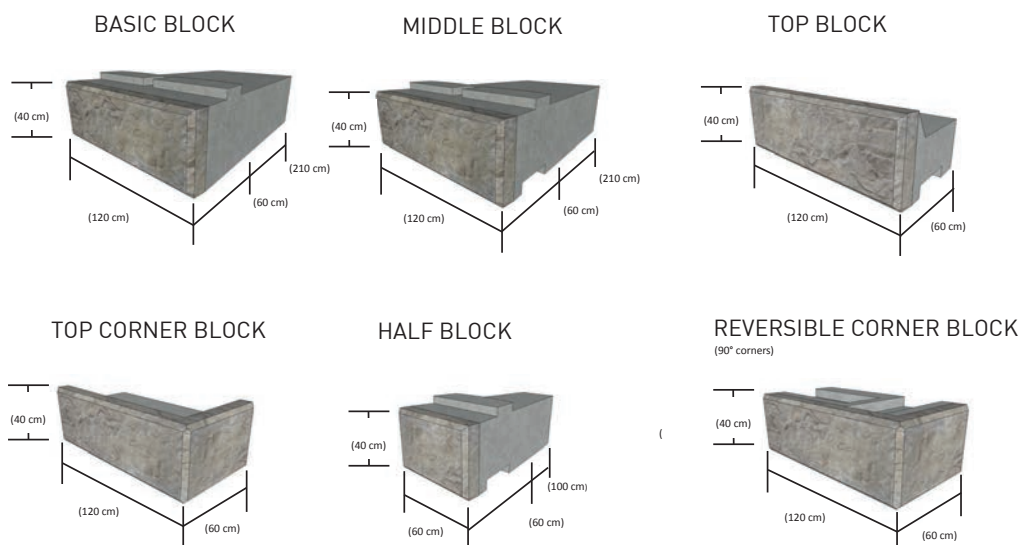 BASIC BLOCK
(40 cm)
(120 cm)
(60 cm)
(210 cm)
MIDDLE BLOCK
(40 cm)
(120 cm)
(60 cm)
(210 cm)
TOP BLOCK
(40 cm)
(120 cm)
(60 cm)
TOP CORNER BLOCK
(40 cm)
(120 cm)
(60 cm)
HALF BLOCK
(40 cm)
(60 cm)
(60 cm)
(100 cm)
(
REVERSIBLE CORNER BLOCK
(90° corners)
(40 cm)
(120 cm)
(60 cm)